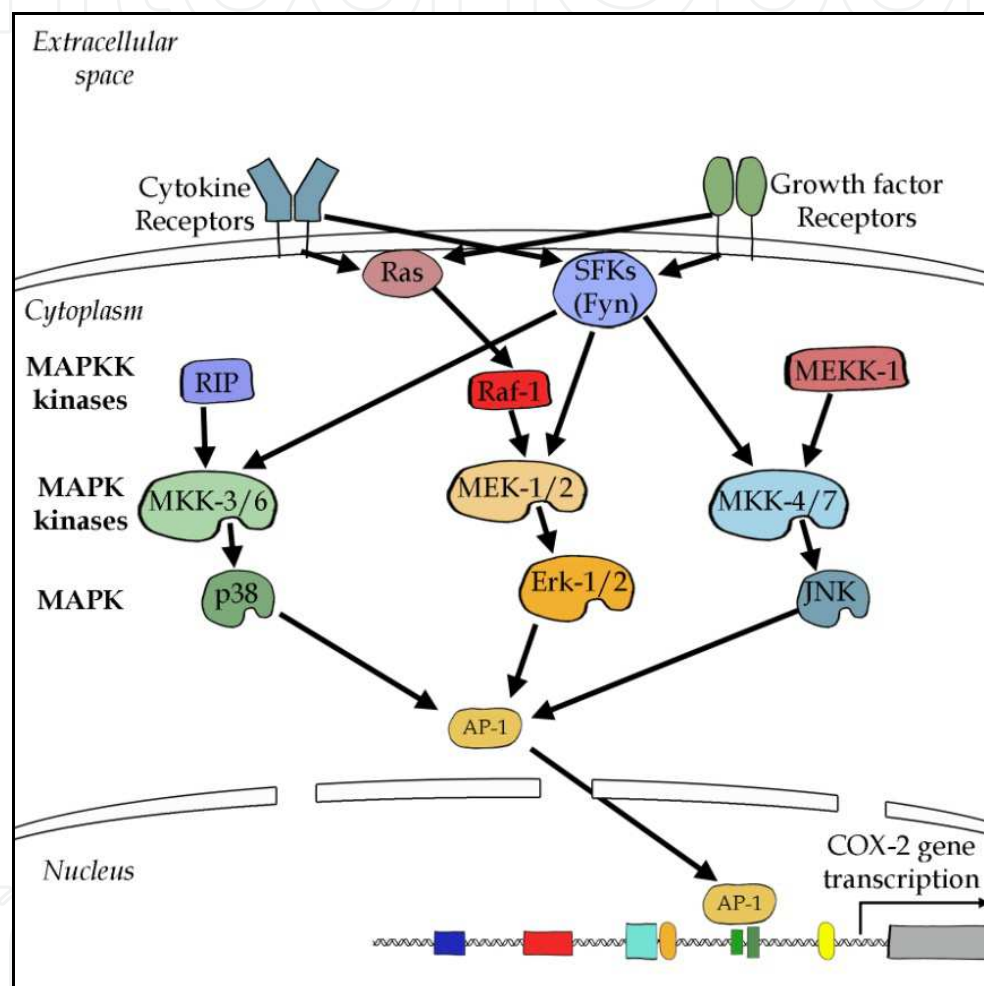 Extracellular
space
Cytokine
Receptors
Growth factor
Receptors
Ras
SFKs
(Fyn)
Cytoplasm
MAPKK
kinases
RIP
Raf-1
MEKK-1
MAPK
kinases
MKK-3/6
MEK-1/2
MKK-4/7
MAPK
p38
Erk-1/2
JNK
AP-1
Nucleus
COX-2 gene
transcription
AP-1